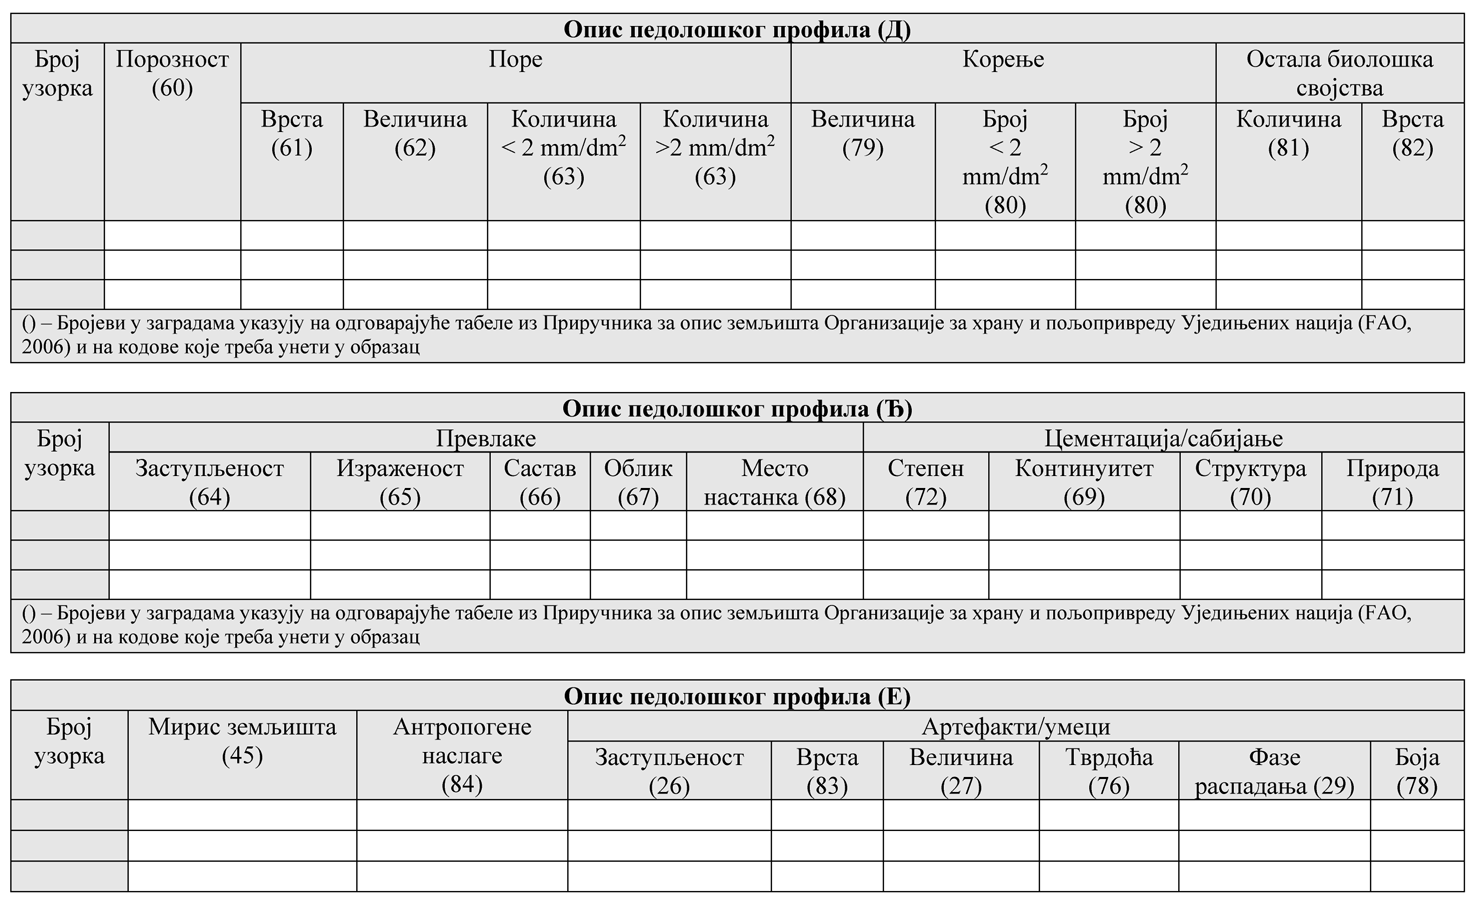 Опис педолошког профила (Д)
Број узорка
Порозност (60)
Поре
Корење
Остала биолошка својства
Врста (61)
Величина (62)
Количина < 2 mm/dm² (63)
Количина >2 mm/dm² (63)
Величина (79)
Број < 2 mm/dm² (80)
Број > 2 mm/dm² (80)
Количина (81)
Врста (82)
() – Бројеви у заградама указују на одговарајуће табеле из Приручника за опис земљишта Организације за храну и пољопривреду Уједињених нација (FAO,
2006) и на кодове које треба унети у образац
Опис педолошког профила (Ђ)
Број узорка
Превлаке
Цементација/сабијање
Заступљеност (64)
Израженост (65)
Састав (66)
Облик (67)
Место настанка (68)
Степен (72)
Континуитет (69)
Структура (70)
Природа (71)
() – Бројеви у заградама указују на одговарајуће табеле из Приручника за опис земљишта Организације за храну и пољопривреду Уједињених нација (FAO,
2006) и на кодове које треба унети у образац
Опис педолошког профила (Е)
Број узорка
Мирис земљишта (45)
Антропогене наслаге (84)
Артефакти/умеци
Заступљеност (26)
Врста (83)
Величина (27)
Тврдоћа (76)
Фазе распадања (29)
Боја (78)